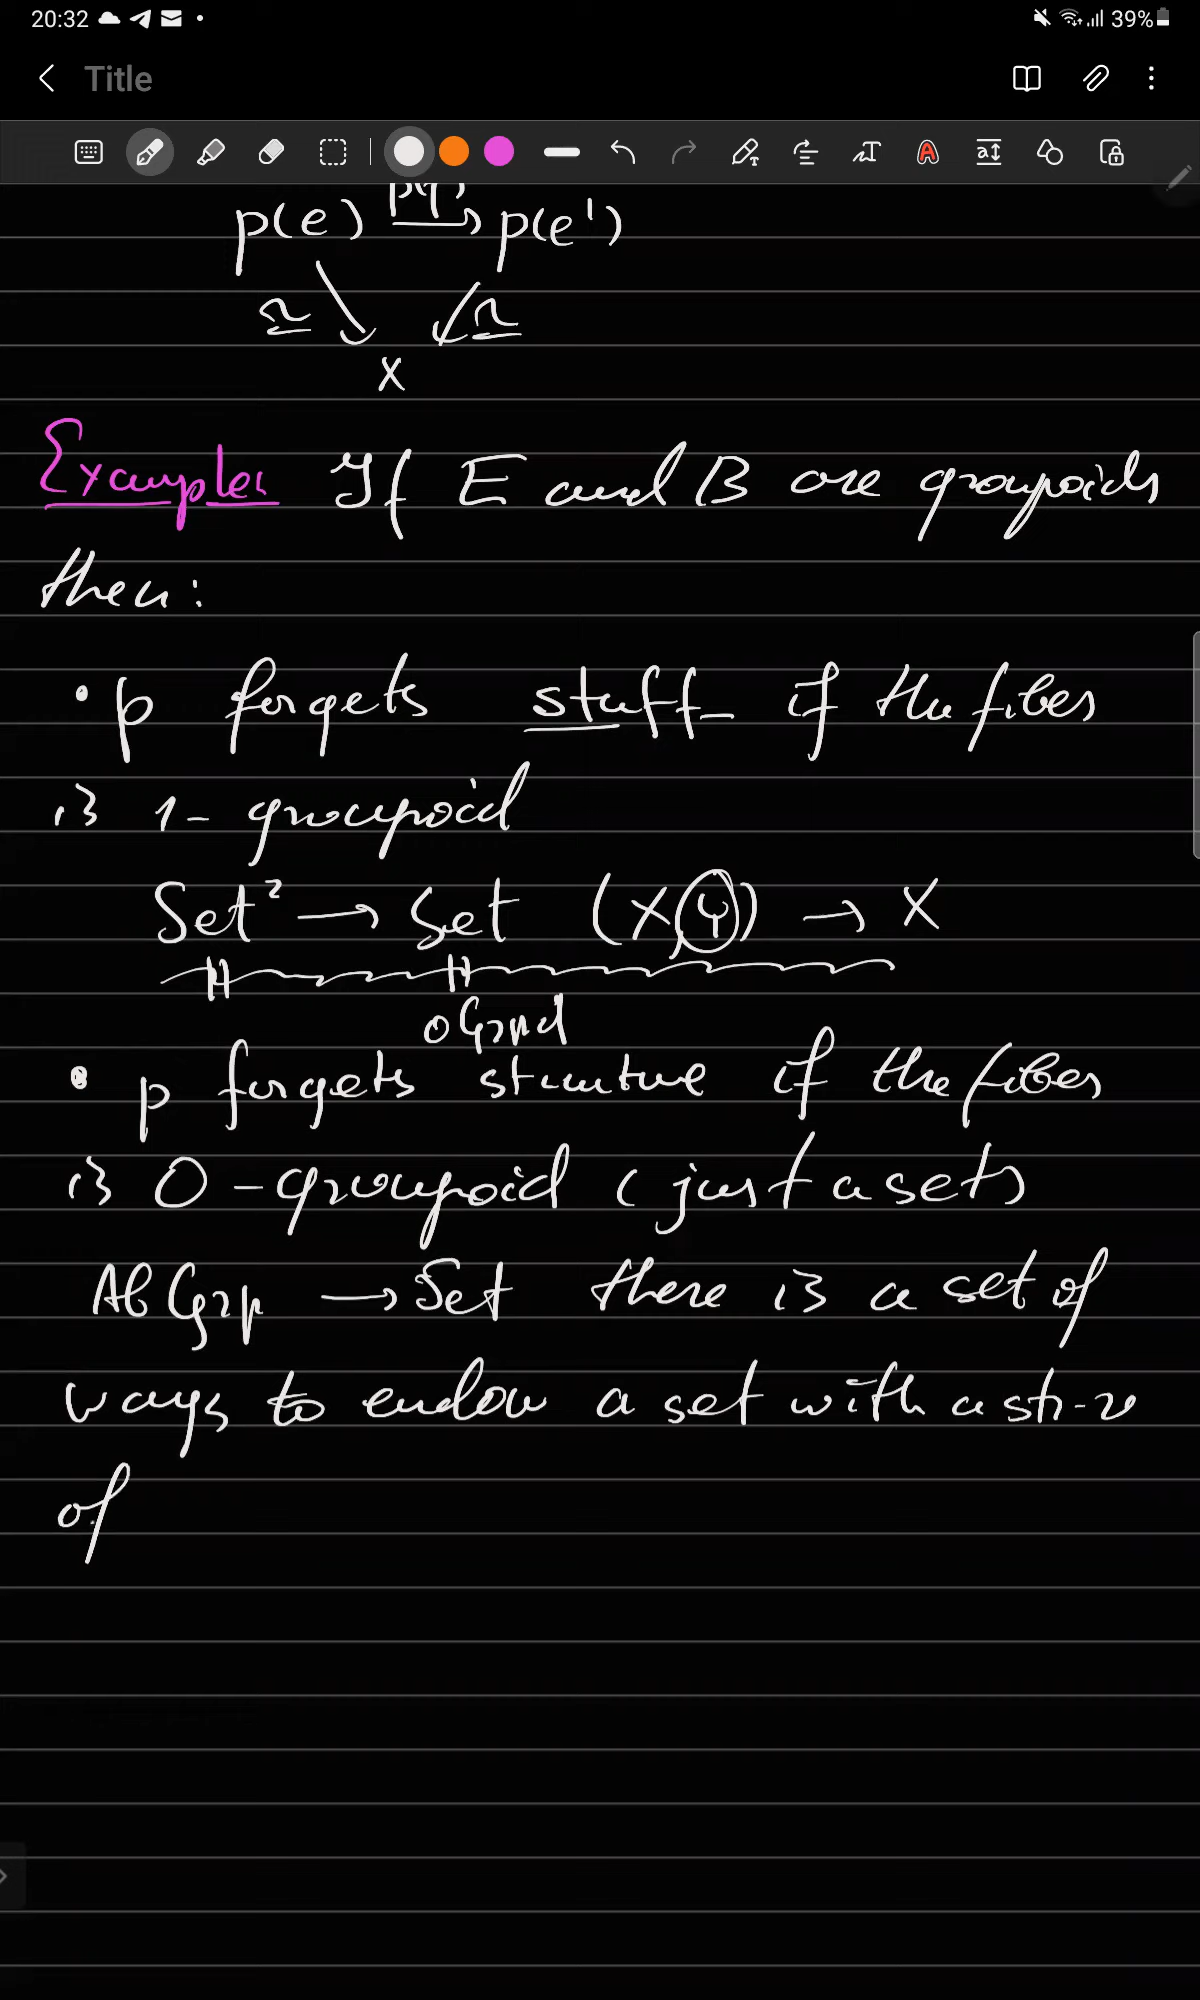 20:32
39%
Title
p(e) → p(e')
≃ ≃
X
Examples If E and B are groupoids
then:
• p forgets stuff if the fibers
is 1-groupoid
Set² → Set (X,Y) → X
0Grpd
• p forgets structure if the fibers
is 0-groupoid (just a set)
AbGrp → Set there is a set of
ways to endow a set with a str-re
of